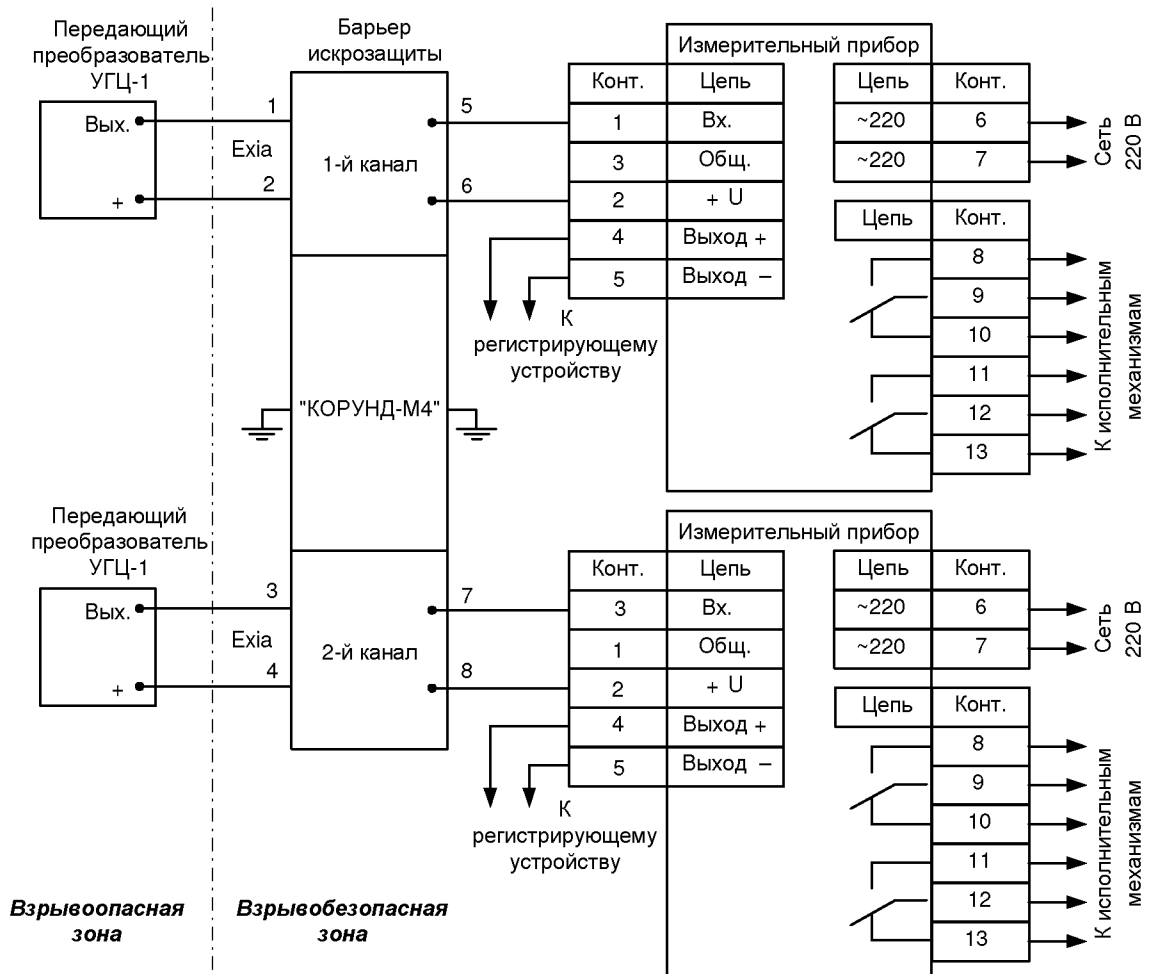 Передающий
преобразователь
УГЦ-1
Вых.
+
1
Exia
2
Барьер
искрозащиты
1-й канал
5
6
"КОРУНД-М4"
Измерительный прибор
Конт. Цепь
1 Вх.
3 Общ.
2 + U
4 Выход +
5 Выход –
К
регистрирующему
устройству
Цепь Конт.
~220 6
~220 7
Сеть
220 В
Цепь Конт.
8
9
10
11
12
13
К исполнительным
механизмам
Передающий
преобразователь
УГЦ-1
Вых.
+
3
Exia
4
2-й канал
7
8
Измерительный прибор
Конт. Цепь
3 Вх.
1 Общ.
2 + U
4 Выход +
5 Выход –
К
регистрирующему
устройству
Цепь Конт.
~220 6
~220 7
Сеть
220 В
Цепь Конт.
8
9
10
11
12
13
К исполнительным
механизмам
Взрывоопасная
зона
Взрывобезопасная
зона